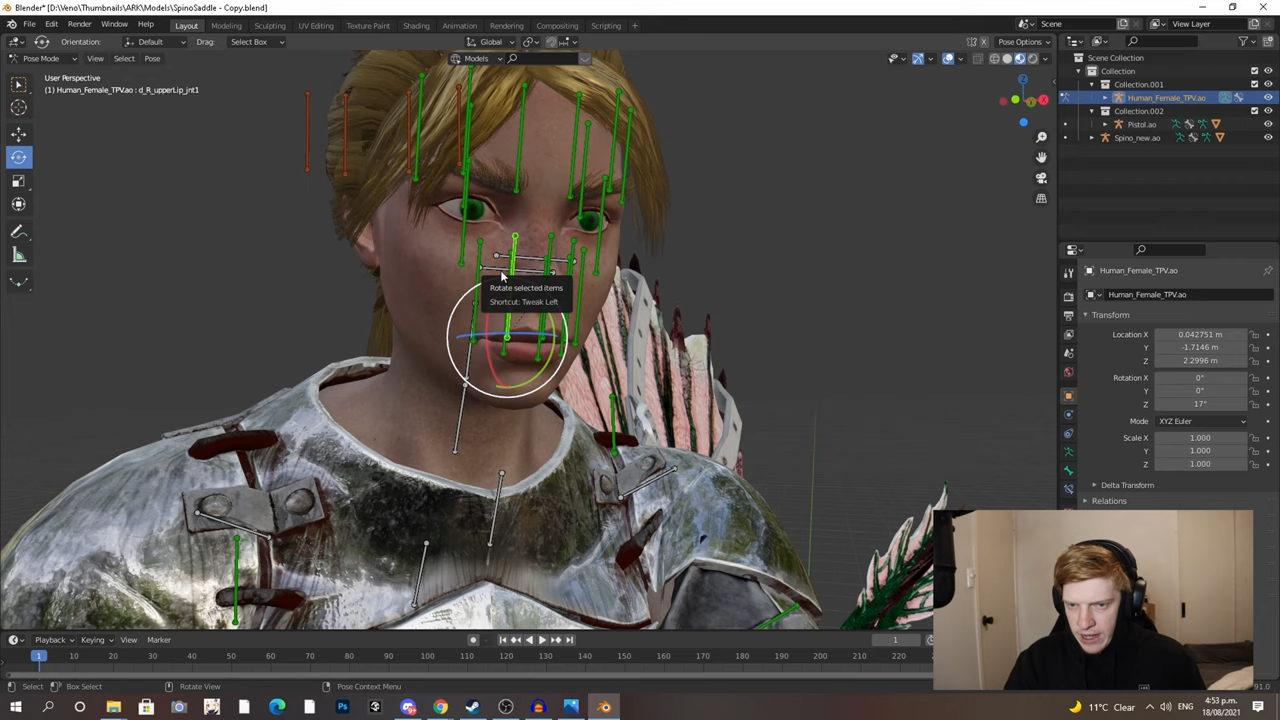 Blender* [D:\Veno\Thumbnails\ARK\Models\SpinoSaddle - Copy.blend]
File Edit Render Window Help Layout Modeling Sculpting UV Editing Texture Paint Shading Animation Rendering Compositing Scripting + Scene View Layer
Orientation: Default Drag: Select Box Global Pose Options
Pose Mode View Select Pose Models
User Perspective
(1) Human_Female_TPV.ao : d_R_upperLip_jnt1
X
Rotate selected items
Shortcut: Tweak Left
Scene Collection
Collection
Collection.001
Human_Female_TPV.ao
Collection.002
Pistol.ao
Spino_new.ao
Human_Female_TPV.ao
Human_Female_TPV.ao
Transform
Location X 0.042751 m
Y -1.7146 m
Z 2.2996 m
Rotation X 0°
Y 0°
Z 17°
Mode XYZ Euler
Scale X 1.000
Y 1.000
Z 1.000
Delta Transform
Relations
Playback Keying View Marker 1
1 10 20 30 40 50 60 70 80 90 100 110 120 130 140 150 160 170 180 190 200 210 220
Select Box Select Rotate View Pose Context Menu 91.0
11°C Clear 4:53 p.m.
18/08/2021